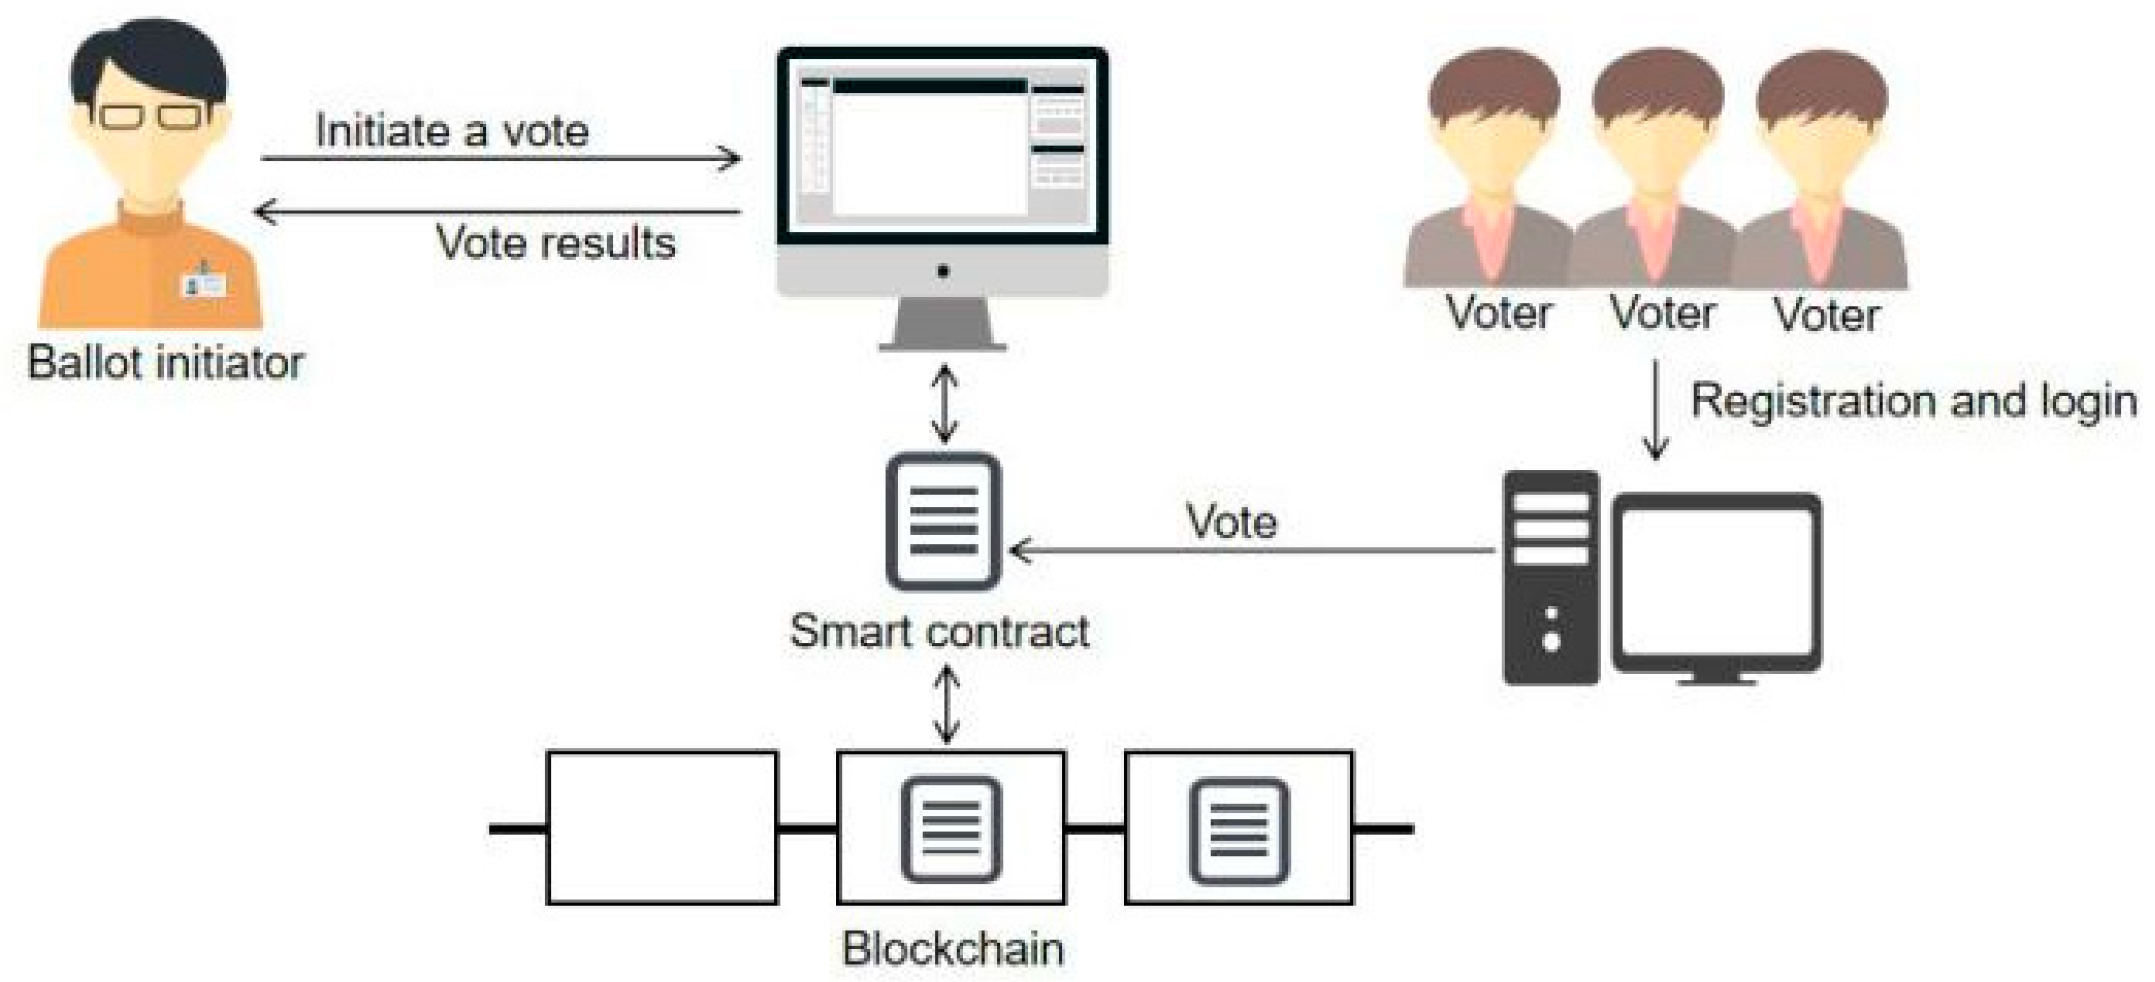 Initiate a vote
Vote results
Ballot initiator
Voter Voter Voter
Registration and login
Vote
Smart contract
Blockchain